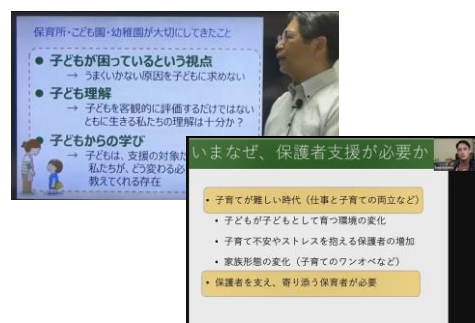 保育所・こども園・幼稚園が大切にしてきたこと
● 子どもが困っているという視点
→ うまくいかない原因を子どもに求めない
● 子ども理解
→ 子どもを客観的に評価するだけではない
ともに生きる私たちの理解は十分か？
● 子どもからの学び
→ 子どもは、支援の対象だ
私たちが、どう変わる必
教えてくれる存在
いまなぜ、保護者支援が必要か
• 子育てが難しい時代（仕事と子育ての両立など）
• 子どもが子どもとして育つ環境の変化
• 子育て不安やストレスを抱える保護者の増加
• 家族形態の変化（子育てのワンオペなど）
• 保護者を支え、寄り添う保育者が必要